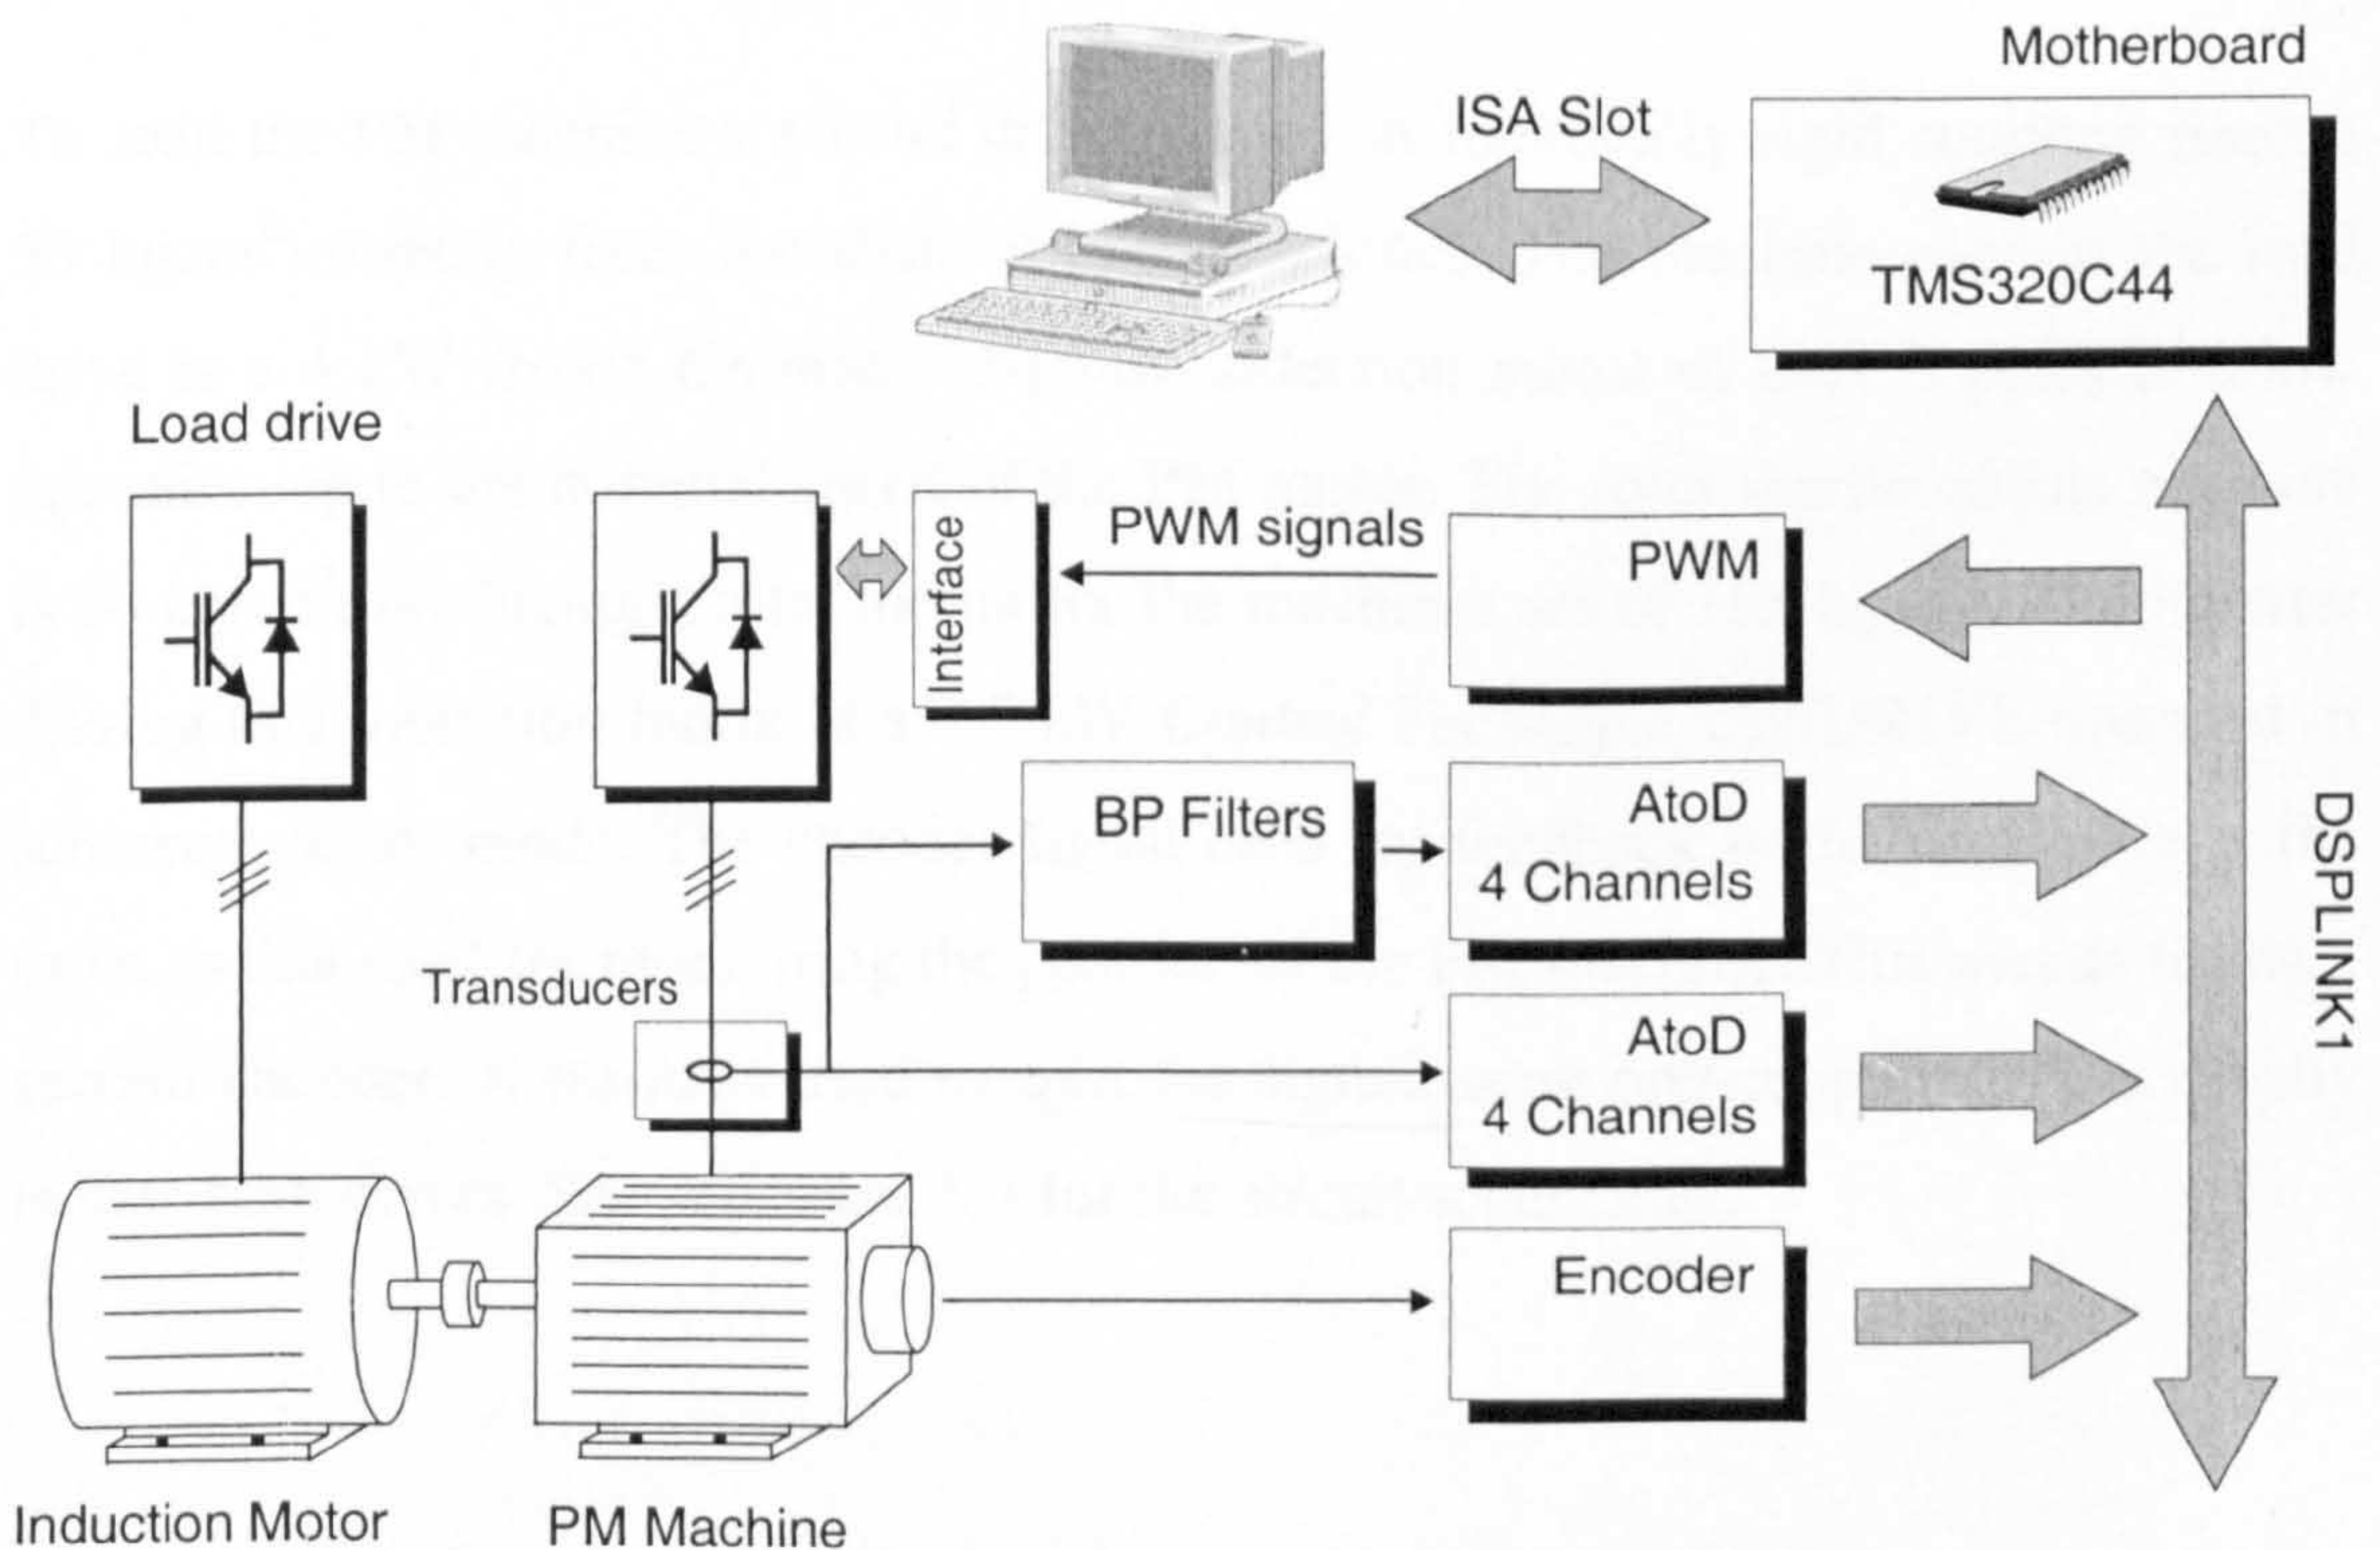 Motherboard
ISA Slot
TMS320C44
Load drive
Interface
PWM signals
PWM
BP Filters
AtoD
4 Channels
DSPLINK1
Transducers
AtoD
4 Channels
Encoder
Induction Motor
PM Machine